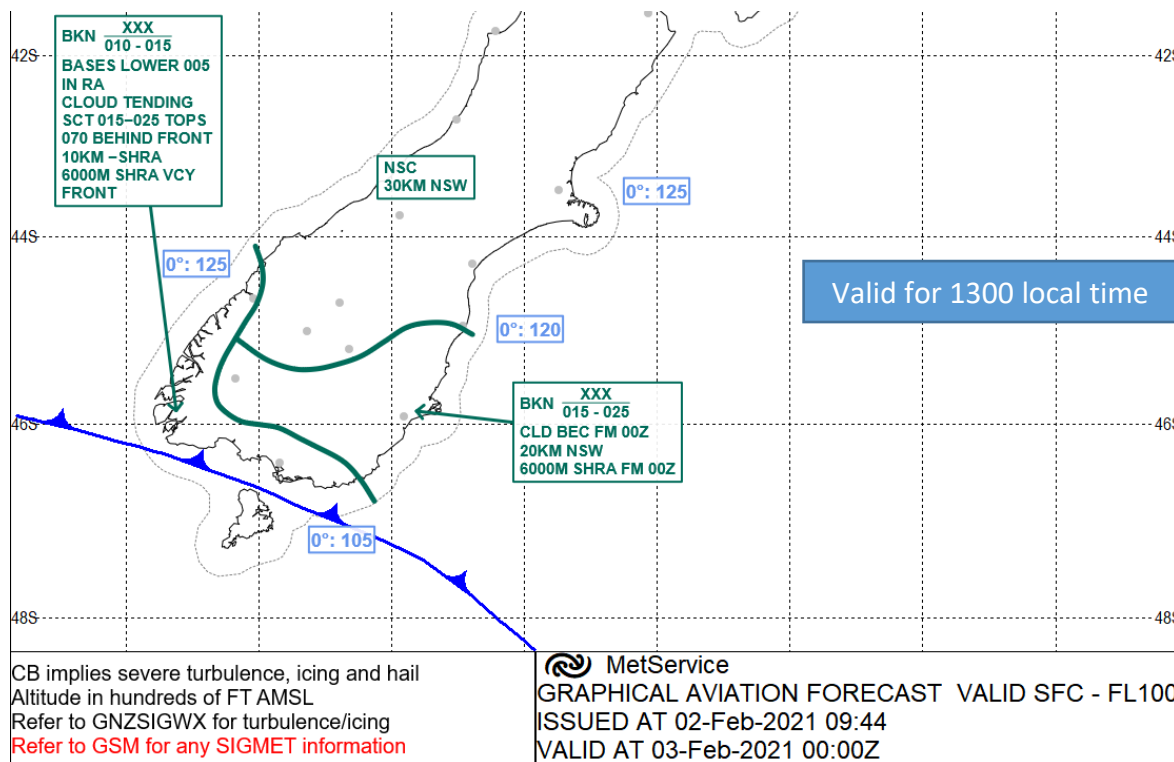 42S
42S
BKN XXX
010 - 015
BASES LOWER 005
IN RA
CLOUD TENDING
SCT 015–025 TOPS
070 BEHIND FRONT
10KM –SHRA
6000M SHRA VCY
FRONT
NSC
30KM NSW
0°: 125
44S
44S
0°: 125
Valid for 1300 local time
0°: 120
BKN XXX
015 - 025
CLD BEC FM 00Z
20KM NSW
6000M SHRA FM 00Z
46S
46S
0°: 105
48S
48S
CB implies severe turbulence, icing and hail
Altitude in hundreds of FT AMSL
Refer to GNZSIGWX for turbulence/icing
Refer to GSM for any SIGMET information
MetService
GRAPHICAL AVIATION FORECAST VALID SFC - FL100
ISSUED AT 02-Feb-2021 09:44
VALID AT 03-Feb-2021 00:00Z